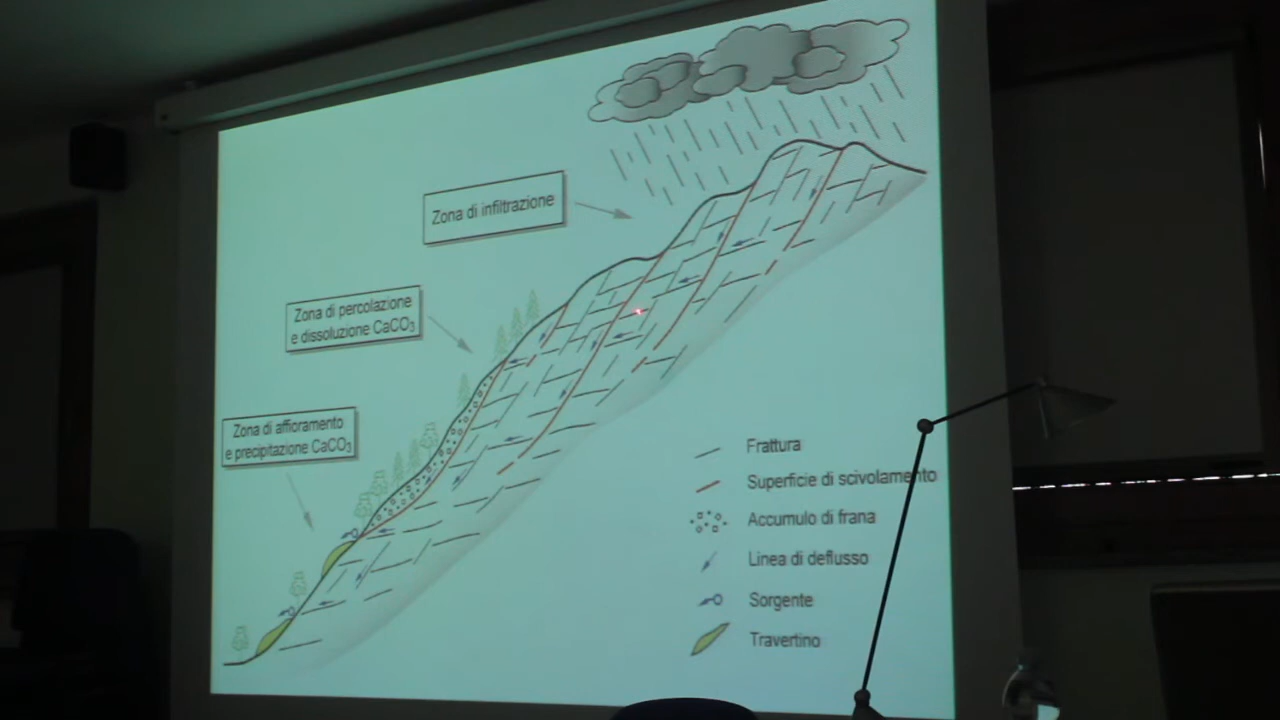 Zona di infiltrazione
Zona di percolazione
e dissoluzione CaCO₃
Zona di affioramento
e precipitazione CaCO₃
Frattura
Superficie di scivolamento
Accumulo di frana
Linea di deflusso
Sorgente
Travertino